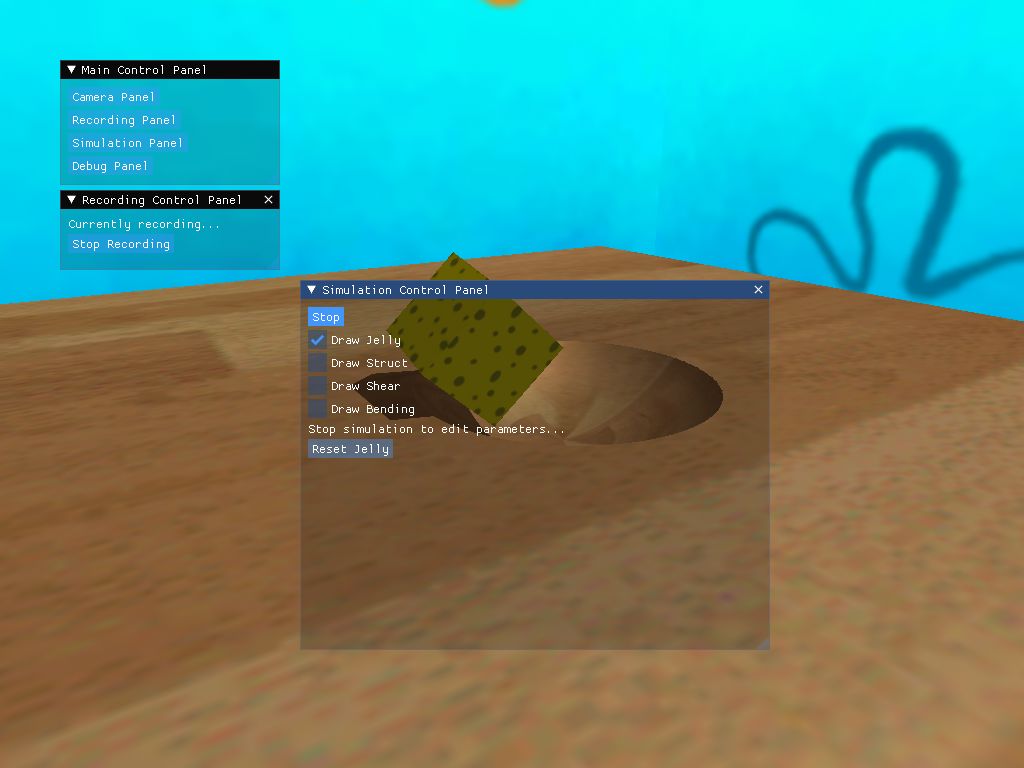 Main Control Panel
Camera Panel
Recording Panel
Simulation Panel
Debug Panel
Recording Control Panel
Currently recording...
Stop Recording
Simulation Control Panel
Stop
Draw Jelly
Draw Struct
Draw Shear
Draw Bending
Stop simulation to edit parameters...
Reset Jelly